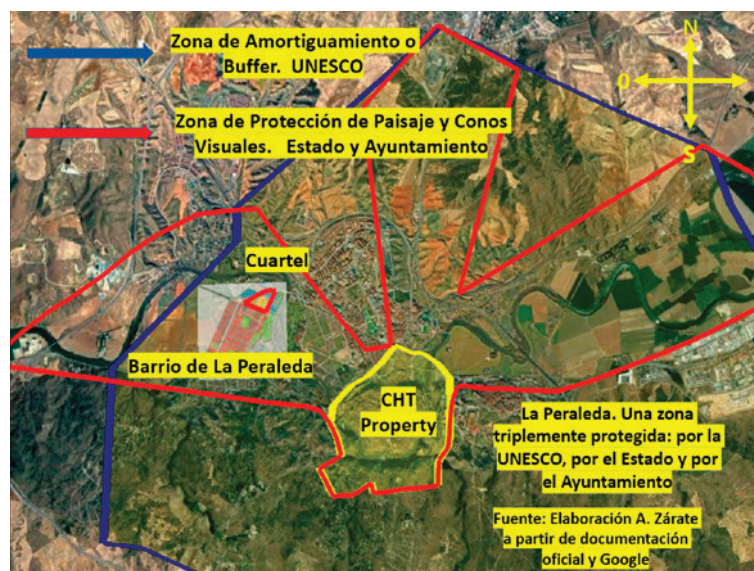 Zona de Amortiguamiento o
Buffer. UNESCO
Zona de Protección de Paisaje y Conos
Visuales. Estado y Ayuntamiento
N
O
S
Cuartel
Barrio de La Peraleda
CHT
Property
La Peraleda. Una zona
triplemente protegida: por la
UNESCO, por el Estado y por
el Ayuntamiento
Fuente: Elaboración A. Zárate
a partir de documentación
oficial y Google